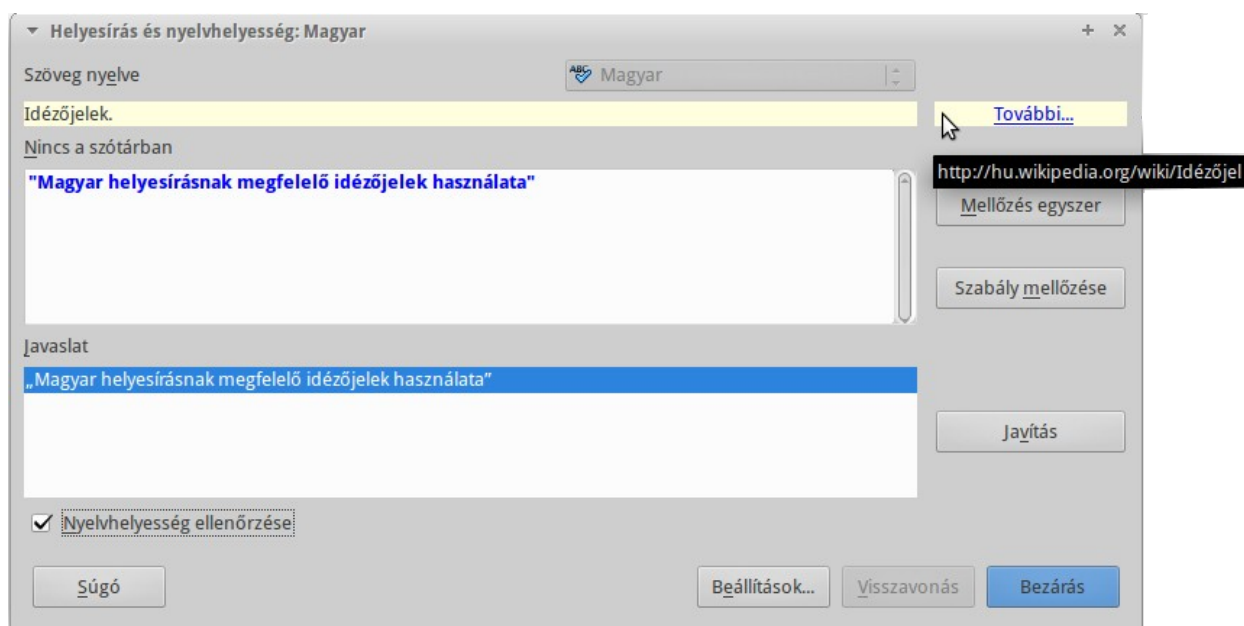 Helyesírás és nyelvhelyesség: Magyar
Szöveg nyelve
ABC Magyar
Idézőjelek.
További...
Nincs a szótárban
http://hu.wikipedia.org/wiki/Idézőjel
"Magyar helyesírásnak megfelelő idézőjelek használata"
Mellőzés egyszer
Szabály mellőzése
Javaslat
„Magyar helyesírásnak megfelelő idézőjelek használata”
Javítás
Nyelvhelyesség ellenőrzése
Súgó
Beállítások...
Visszavonás
Bezárás